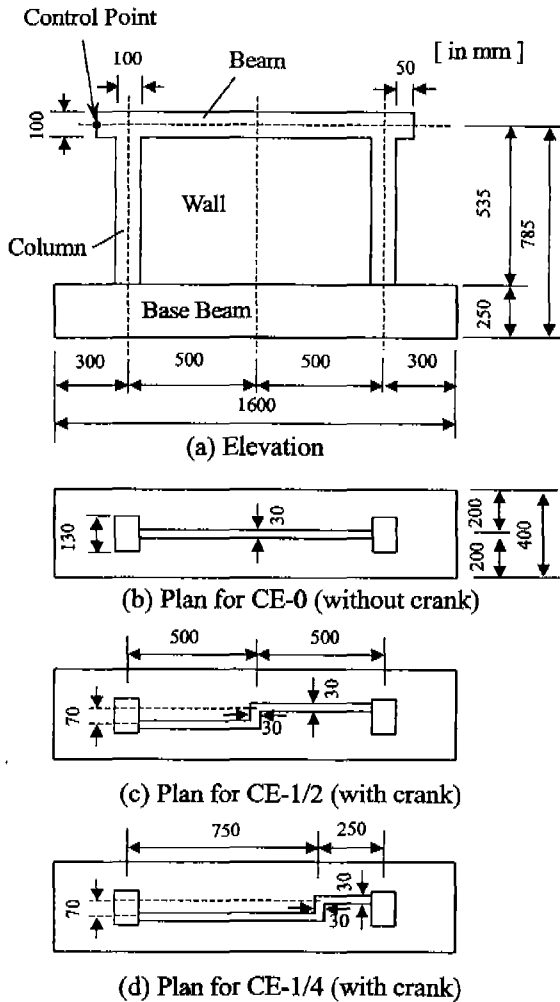 Control Point
100
Beam
[ in mm ]
50
100
Wall
Column
535
785
Base Beam
250
300
500
500
300
1600
(a) Elevation
130
30
200
200
400
(b) Plan for CE-0 (without crank)
500
500
70
30
30
(c) Plan for CE-1/2 (with crank)
750
250
70
30
30
(d) Plan for CE-1/4 (with crank)